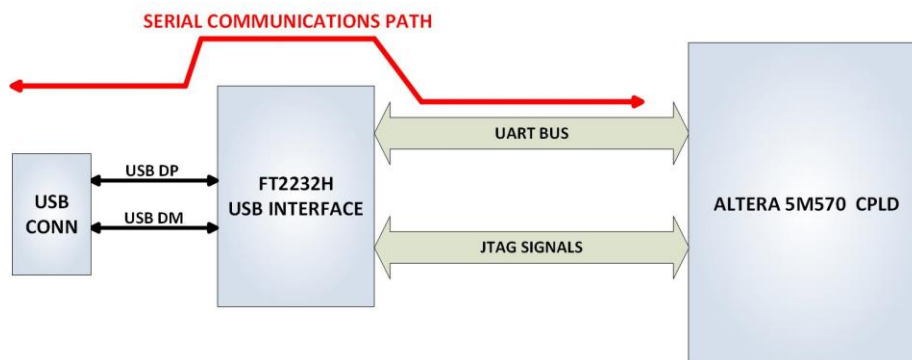 SERIAL COMMUNICATIONS PATH
UART BUS
USB DP
USB CONN
USB DM
FT2232H
USB INTERFACE
ALTERA 5M570 CPLD
JTAG SIGNALS